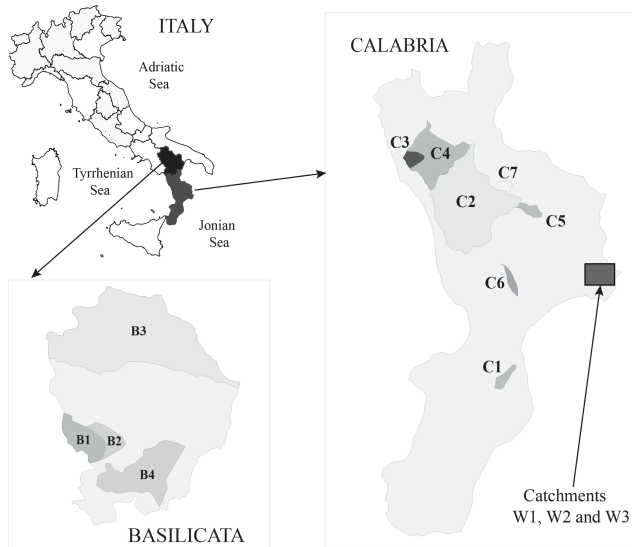 ITALY
Adriatic
Sea
Tyrrhenian
Sea
Jonian
Sea
CALABRIA
C3
C4
C7
C2
C5
C6
C1
Catchments
W1, W2 and W3
B3
B1
B2
B4
BASILICATA